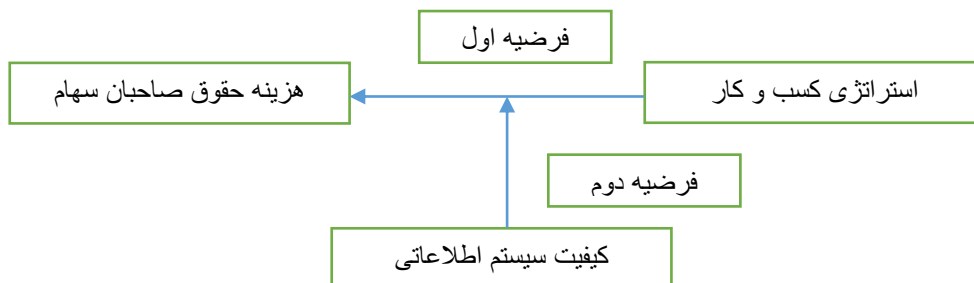 فرضیه اول
استراتژی کسب و کار
هزینه حقوق صاحبان سهام
فرضیه دوم
کیفیت سیستم اطلاعاتی